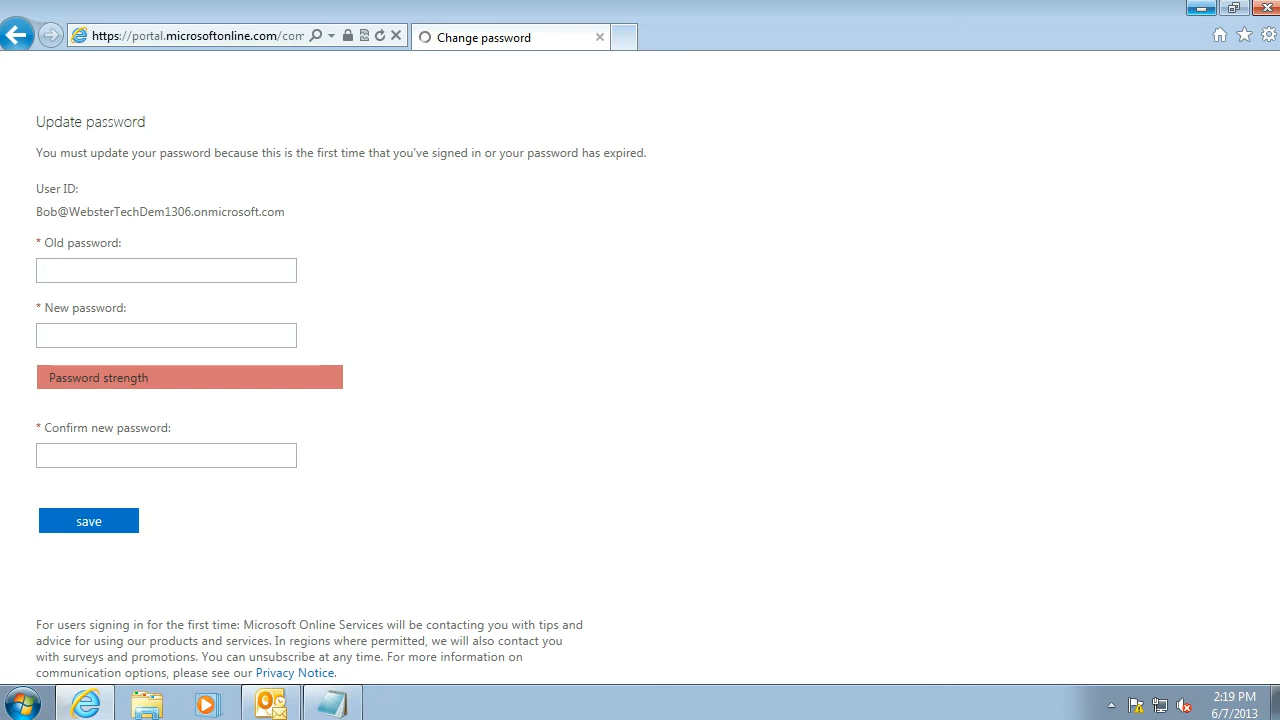 https://portal.microsoftonline.com/con
Change password
Update password
You must update your password because this is the first time that you've signed in or your password has expired.
User ID:
Bob@WebsterTechDem1306.onmicrosoft.com
* Old password:
* New password:
Password strength
* Confirm new password:
save
For users signing in for the first time: Microsoft Online Services will be contacting you with tips and
advice for using our products and services. In regions where permitted, we will also contact you
with surveys and promotions. You can unsubscribe at any time. For more information on
communication options, please see our Privacy Notice.
2:19 PM
6/7/2013